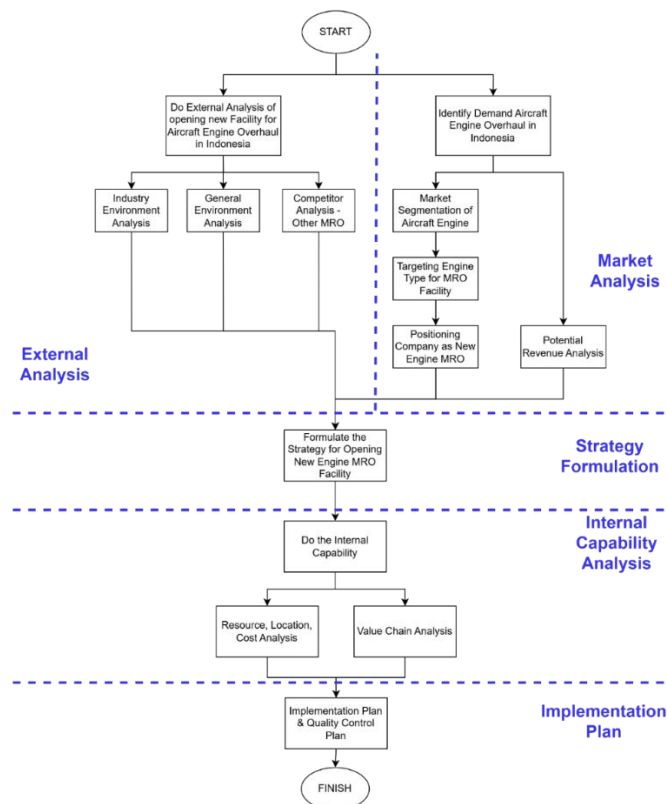 START
Do External Analysis of
opening new Facility for
Aircraft Engine Overhaul
in Indonesia
Identify Demand Aircraft
Engine Overhaul in
Indonesia
Industry
Environment
Analysis
General
Environment
Analysis
Competitor
Analysis -
Other MRO
Market
Segmentation of
Aircraft Engine
Targeting Engine
Type for MRO
Facility
Market
Analysis
Positioning
Company as New
Engine MRO
Potential
Revenue Analysis
External
Analysis
Formulate the
Strategy for Opening
New Engine MRO
Facility
Strategy
Formulation
Internal
Capability
Analysis
Do the Internal
Capability
Resource, Location,
Cost Analysis
Value Chain Analysis
Implementation Plan
& Quality Control
Plan
Implementation
Plan
FINISH